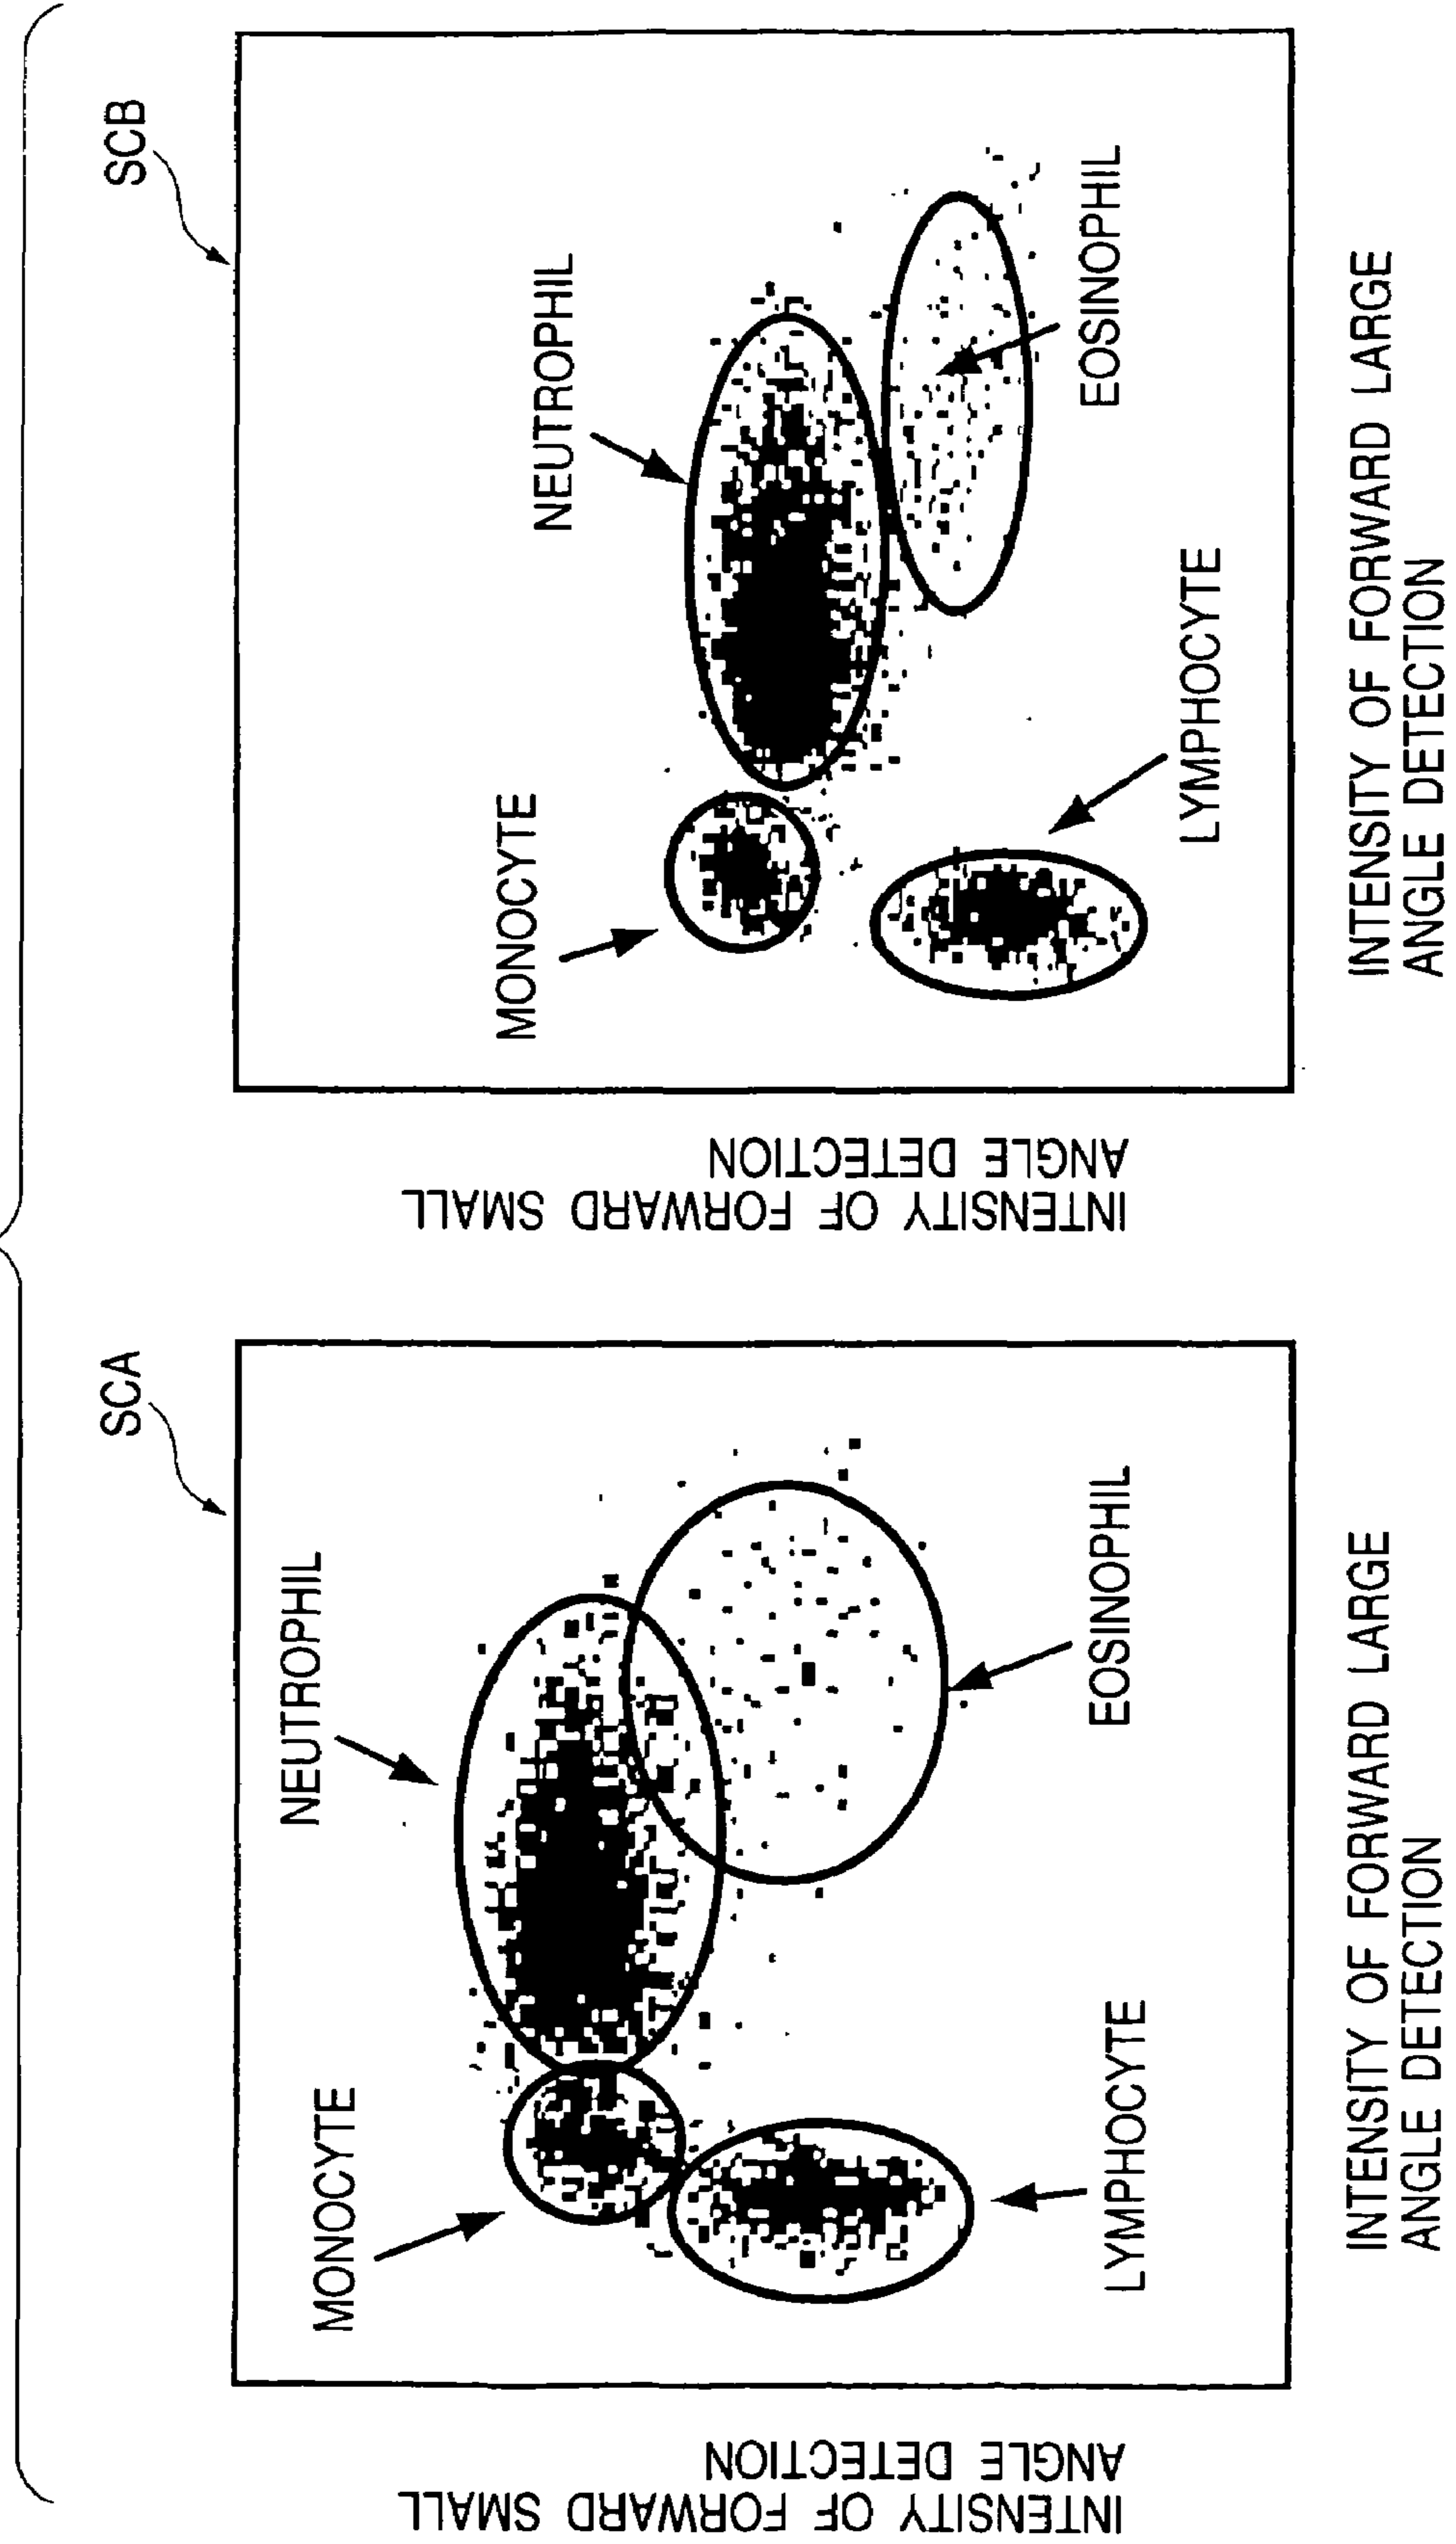 SCA
NEUTROPHIL
MONOCYTE
EOSINOPHIL
LYMPHOCYTE
INTENSITY OF FORWARD SMALL
ANGLE DETECTION
INTENSITY OF FORWARD LARGE
ANGLE DETECTION
SCB
NEUTROPHIL
MONOCYTE
EOSINOPHIL
LYMPHOCYTE
INTENSITY OF FORWARD SMALL
ANGLE DETECTION
INTENSITY OF FORWARD LARGE
ANGLE DETECTION